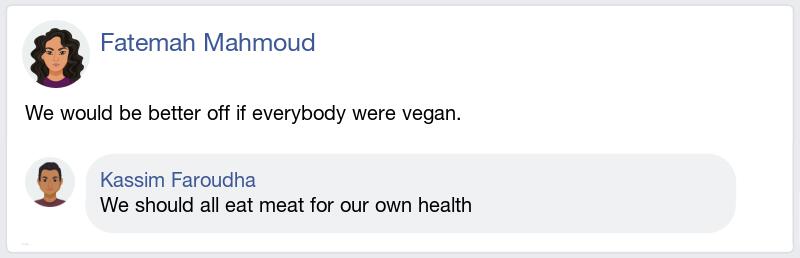 Fatemah Mahmoud
We would be better off if everybody were vegan.
Kassim Faroudha
We should all eat meat for our own health